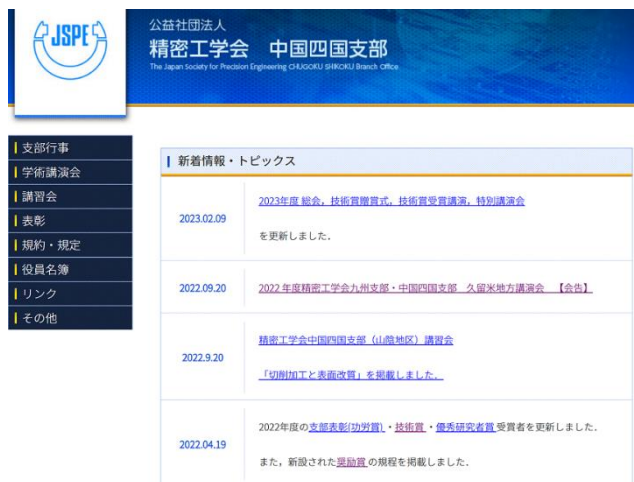 JSPE
公益社団法人
精密工学会 中国四国支部
The Japan Society for Precision Engineering CHUGOKU SHIKOKU Branch Office
支部行事
学術講演会
講習会
表彰
規約・規定
役員名簿
リンク
その他
新着情報・トピックス
2023.02.09
2023年度 総会，技術賞贈賞式，技術賞受賞講演，特別講演会
を更新しました．
2022.09.20
2022 年度精密工学会九州支部・中国四国支部 久留米地方講演会 【会告】
2022.9.20
精密工学会中国四国支部（山陰地区）講習会
「切削加工と表面改質」を掲載しました．
2022.04.19
2022年度の支部表彰(功労賞)・技術賞・優秀研究者賞 受賞者を更新しました．
また，新設された奨励賞 の規程を掲載しました．